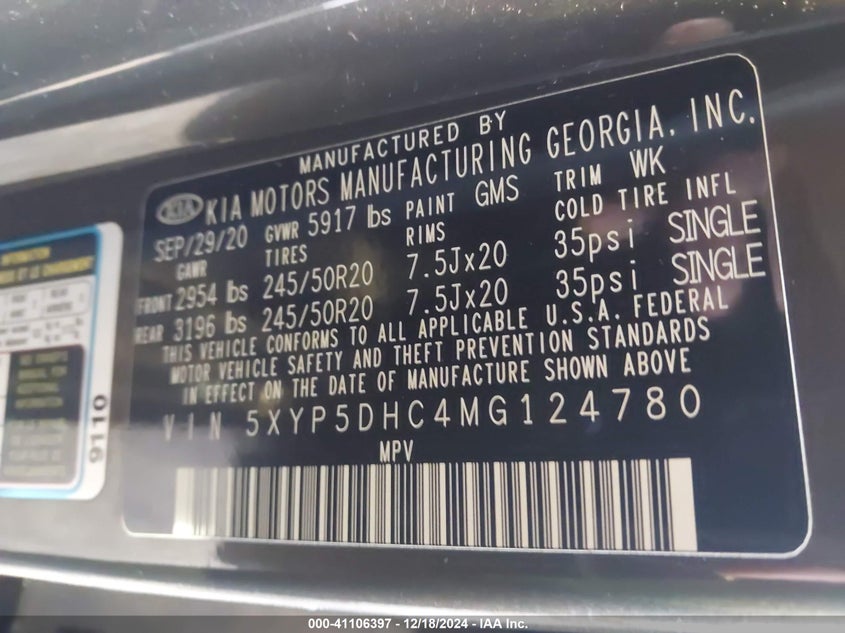 MANUFACTURED BY
KIA KIA MOTORS MANUFACTURING GEORGIA, INC.
SEP/29/20 GVWR 5917 lbs PAINT GMS TRIM WK
GAWR TIRES RIMS COLD TIRE INFL
FRONT 2954 lbs 245/50R20 7.5Jx20 35psi SINGLE
REAR 3196 lbs 245/50R20 7.5Jx20 35psi SINGLE
THIS VEHICLE CONFORMS TO ALL APPLICABLE U.S.A. FEDERAL
MOTOR VEHICLE SAFETY AND THEFT PREVENTION STANDARDS
IN EFFECT ON THE DATE OF MANUFACTURE SHOWN ABOVE
VIN 5XYP5DHC4MG124780
MPV
9110
000-41106397 - 12/18/2024 - IAA Inc.